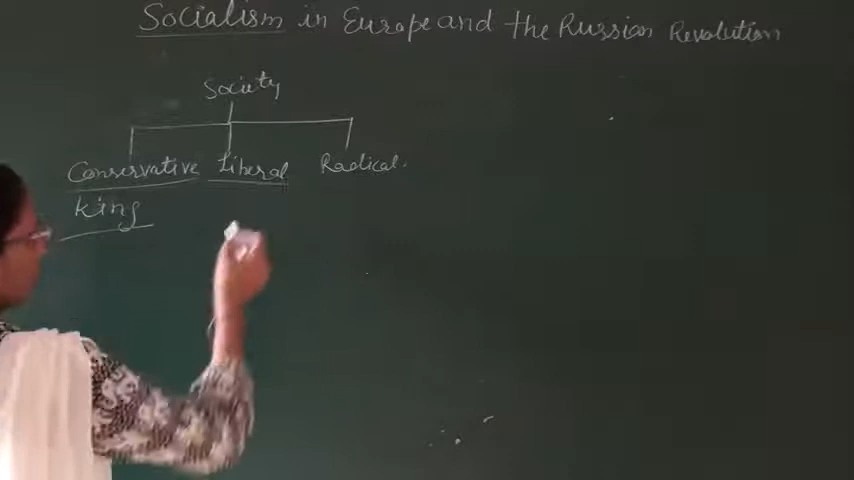 Socialism in Europe and the Russian Revolution
Society
Conservative Liberal Radical.
King